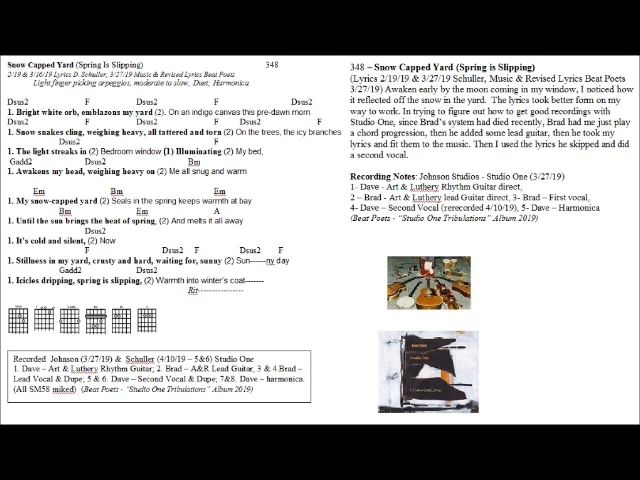 Snow Capped Yard (Spring Is Slipping) 348
2/19 & 3/16/19 Lyrics D. Schuller; 3/27/19 Music & Revised Lyrics Beat Poets
Light finger picking arpeggios, moderate to slow, Duet, Harmonica
Dsus2 F Dsus2 F Dsus2
1. Bright white orb, emblazons my yard (2). On an indigo canvas this pre-dawn morn
Dsus2 F Dsus2 F Dsus2 F
1. Snow snakes cling, weighing heavy, all tattered and torn (2) On the trees, the icy branches
Dsus2 F Dsus2
1. The light streaks in (2) Bedroom window (1) Illuminating (2) My bed,
Gadd2 Dsus2 Bm
1. Awakens my head, weighing heavy on (2) Me all snug and warm
Em Bm Em
1. My snow-capped yard (2) Seals in the spring keeps warmth at bay
Bm Em A
1. Until the sun brings the heat of spring, (2) And melts it all away
Dsus2
1. It's cold and silent, (2) Now
F Dsus2 F Dsus2 F
1. Stillness in my yard, crusty and hard, waiting for, sunny (2) Sun------ny day
Gadd2 Dsus2
1. Icicles dripping, spring is slipping, (2) Warmth into winter's coat-------
Rit---------------
Recorded Johnson (3/27/19) & Schuller (4/10/19 – 5&6) Studio One
1. Dave – Art & Luthery Rhythm Guitar; 2. Brad – A&R Lead Guitar; 3 & 4.Brad –
Lead Vocal & Dupe; 5 & 6. Dave – Second Vocal & Dupe; 7&8. Dave – harmonica.
(All SM58 miked) (Beat Poets - "Studio One Tribulations" Album 2019)
348 – Snow Capped Yard (Spring is Slipping)
(Lyrics 2/19/19 & 3/27/19 Schuller, Music & Revised Lyrics Beat Poets
3/27/19) Awaken early by the moon coming in my window, I noticed how
it reflected off the snow in the yard. The lyrics took better form on my
way to work. In trying to figure out how to get good recordings with
Studio One, since Brad's system had died recently, Brad had me just play
a chord progression, then he added some lead guitar, then he took my
lyrics and fit them to the music. Then I used the lyrics he skipped and did
a second vocal.
Recording Notes: Johnson Studios - Studio One (3/27/19)
1- Dave - Art & Luthery Rhythm Guitar direct,
2 – Brad - Art & Luthery lead Guitar direct, 3- Brad – First vocal,
4- Dave – Second Vocal (rerecorded 4/10/19), 5- Dave – Harmonica
(Beat Poets - "Studio One Tribulations" Album 2019)